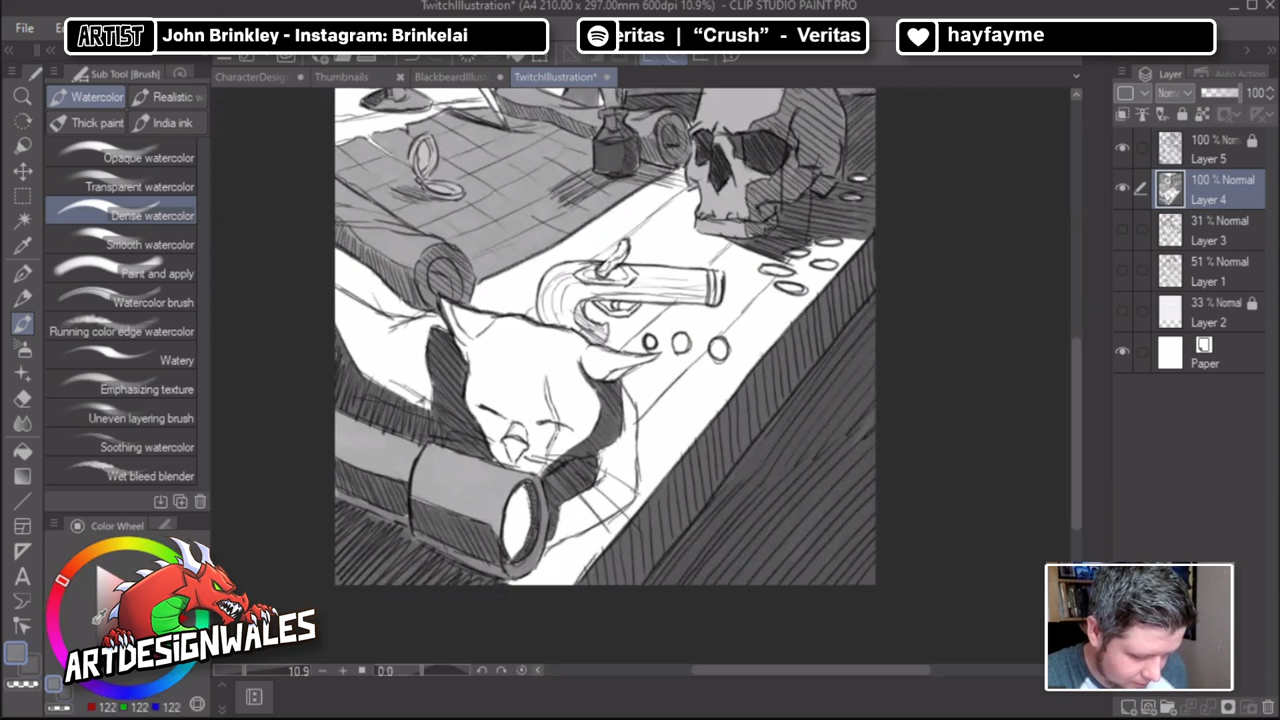 TwitchIllustration* (A4 210.00 x 297.00mm 600dpi 10.9%) - CLIP STUDIO PAINT PRO
File
ARTIST
John Brinkley - Instagram: Brinkelai
eritas | "Crush" - Veritas
hayfayme
Sub Tool [Brush]
CharacterDesig
Thumbnails
BlackbeardIllust
TwitchIllustration*
Layer
Auto Action
Watercolor
Realistic w
Thick paint
India ink
Norm
100
Opaque watercolor
Transparent watercolor
Dense watercolor
Smooth watercolor
Paint and apply
Watercolor brush
Running color edge watercolor
Watery
Emphasizing texture
Uneven layering brush
Soothing watercolor
Wet bleed blender
100 % Norm
Layer 5
100 % Normal
Layer 4
31 % Normal
Layer 3
51 % Normal
Layer 1
33 % Normal
Layer 2
Paper
Color Wheel
ARTDESIGNWALES
10.9
0.0
122 122 122